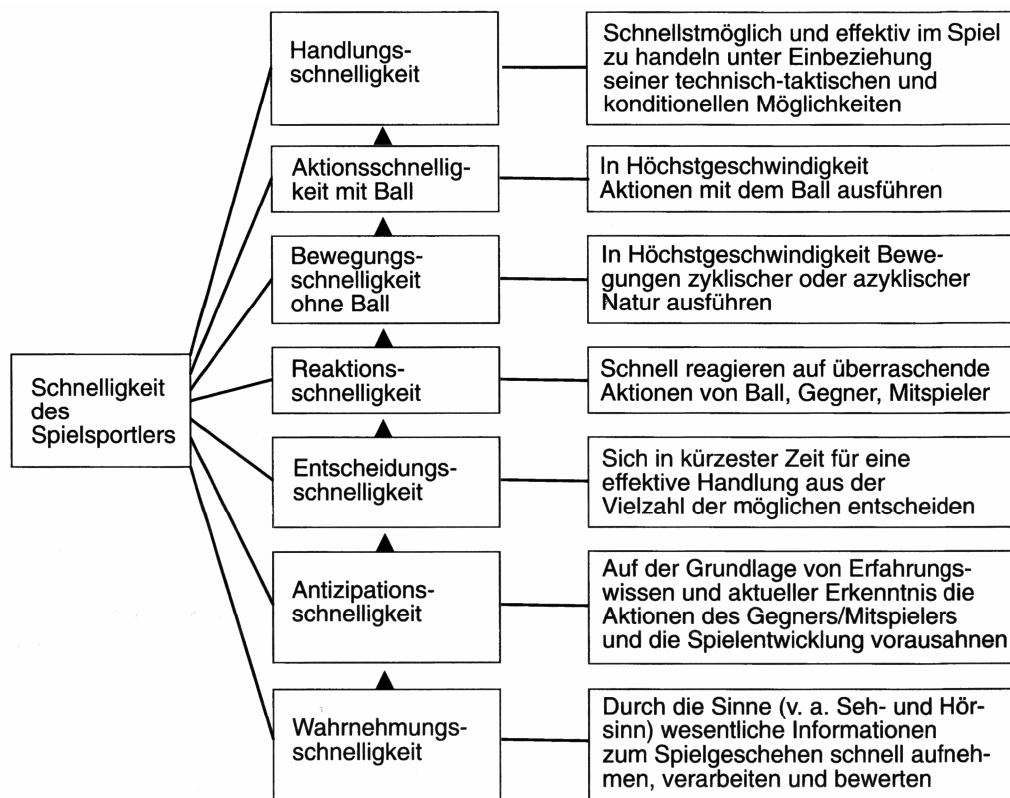 Handlungs-
schnelligkeit
Schnellstmöglich und effektiv im Spiel
zu handeln unter Einbeziehung
seiner technisch-taktischen und
konditionellen Möglichkeiten
Aktionsschnellig-
keit mit Ball
In Höchstgeschwindigkeit
Aktionen mit dem Ball ausführen
Bewegungs-
schnelligkeit
ohne Ball
In Höchstgeschwindigkeit Bewe-
gungen zyklischer oder azyklischer
Natur ausführen
Schnelligkeit
des
Spielsportlers
Reaktions-
schnelligkeit
Schnell reagieren auf überraschende
Aktionen von Ball, Gegner, Mitspieler
Entscheidungs-
schnelligkeit
Sich in kürzester Zeit für eine
effektive Handlung aus der
Vielzahl der möglichen entscheiden
Antizipations-
schnelligkeit
Auf der Grundlage von Erfahrungs-
wissen und aktueller Erkenntnis die
Aktionen des Gegners/Mitspielers
und die Spielentwicklung vorausahnen
Wahrnehmungs-
schnelligkeit
Durch die Sinne (v. a. Seh- und Hör-
sinn) wesentliche Informationen
zum Spielgeschehen schnell aufneh-
men, verarbeiten und bewerten